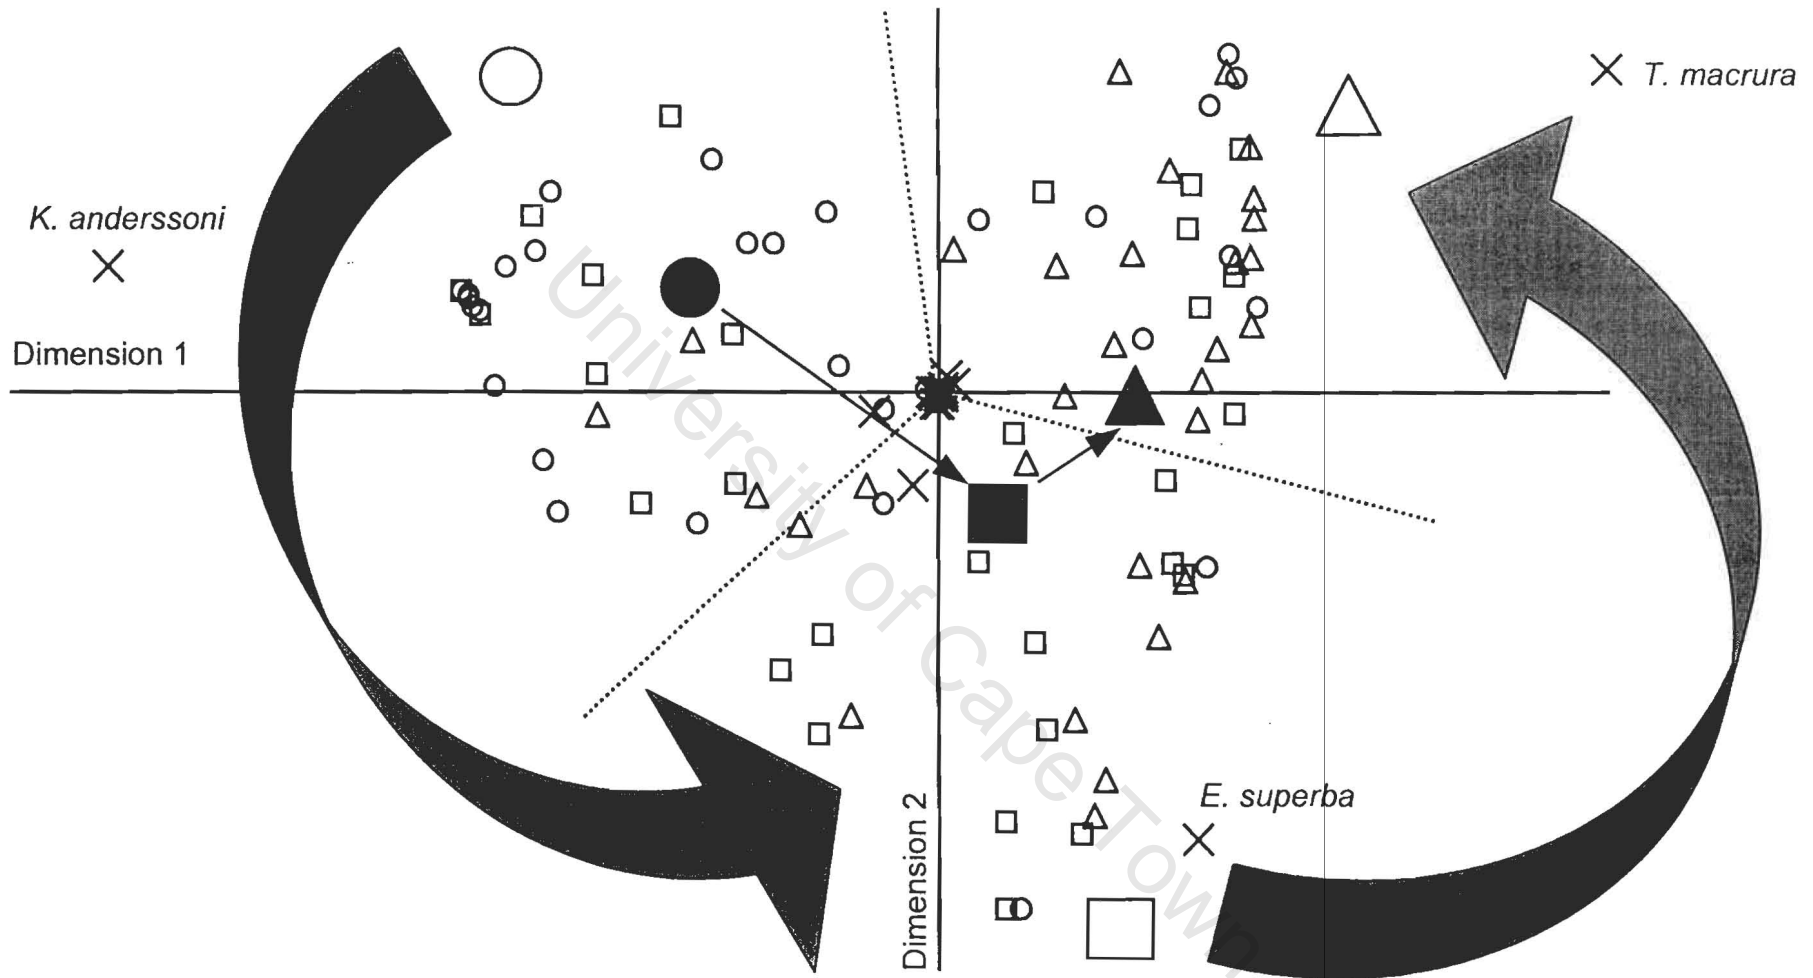 T. macrura
K. anderssoni
Dimension 1
University of Cape Town
E. superba
Dimension 2